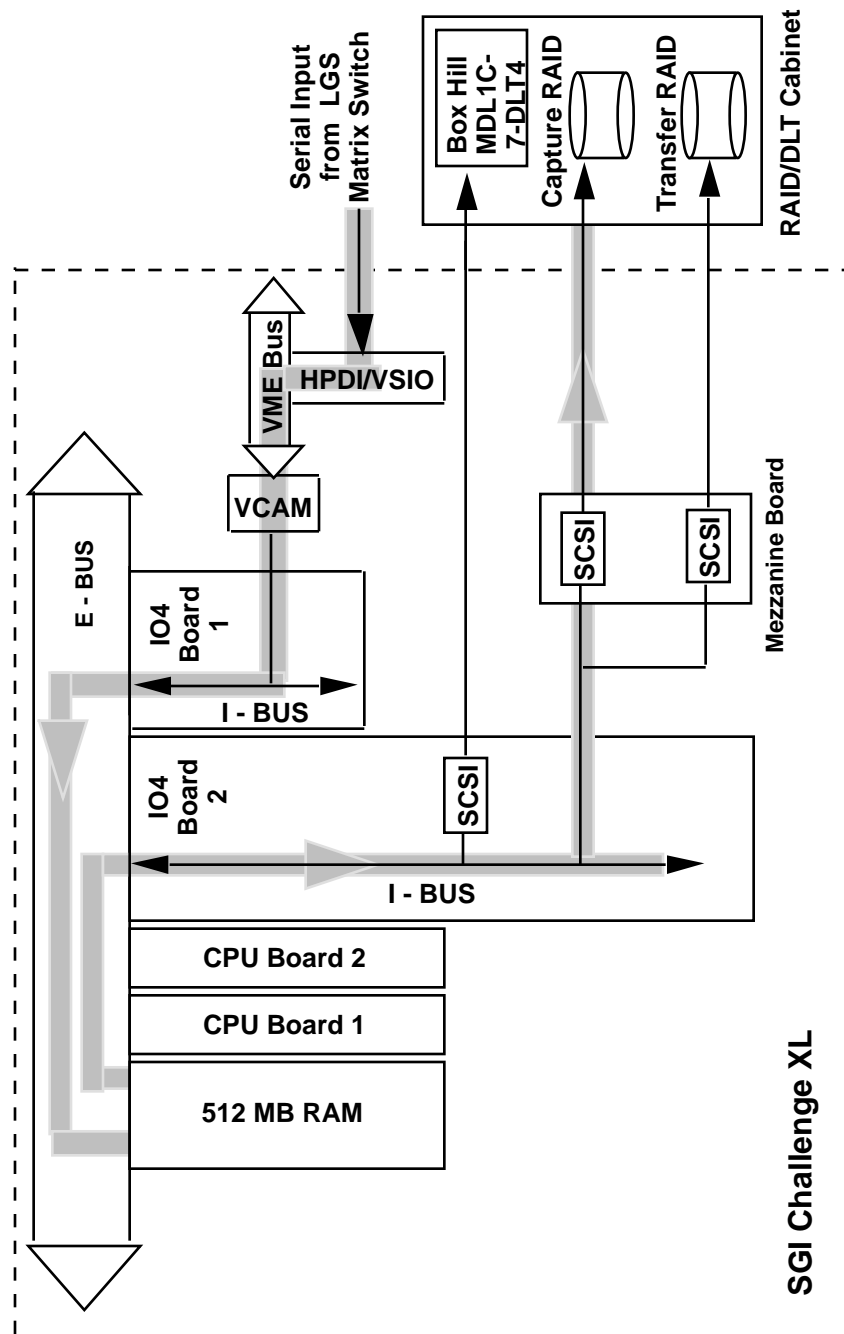 Serial Input
from LGS
Matrix Switch
Box Hill
MDL1C-
7-DLT4
Capture RAID
Transfer RAID
RAID/DLT Cabinet
VME Bus
HPDI/VSIO
VCAM
E - BUS
IO4
Board
1
I - BUS
SCSI
SCSI
Mezzanine Board
IO4
Board
2
SCSI
I - BUS
CPU Board 2
CPU Board 1
512 MB RAM
SGI Challenge XL